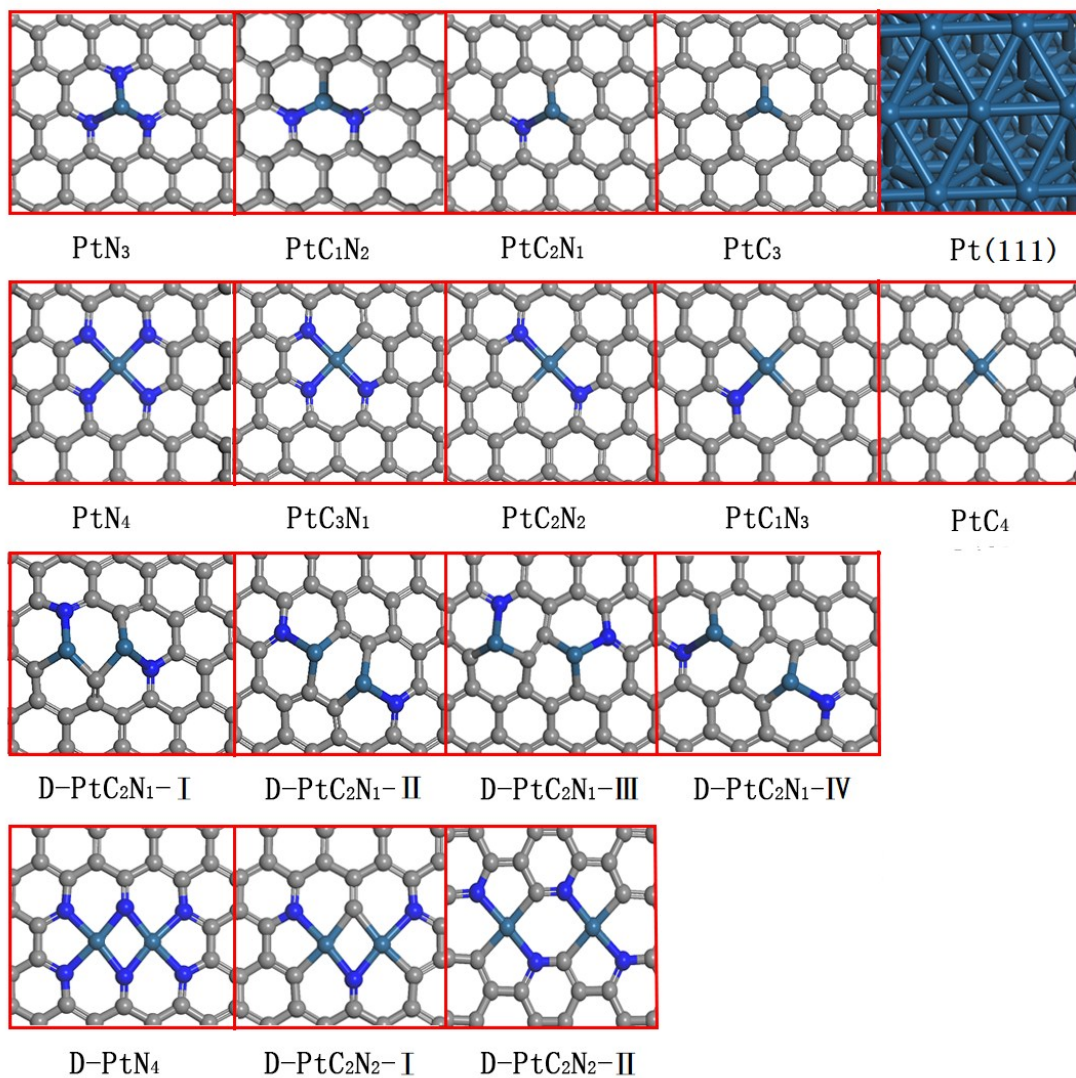 PtN₃ PtC₁N₂ PtC₂N₁ PtC₃ Pt(111)
PtN₄ PtC₃N₁ PtC₂N₂ PtC₁N₃ PtC₄
D-PtC₂N₁-Ⅰ D-PtC₂N₁-Ⅱ D-PtC₂N₁-Ⅲ D-PtC₂N₁-Ⅳ
D-PtN₄ D-PtC₂N₂-Ⅰ D-PtC₂N₂-Ⅱ